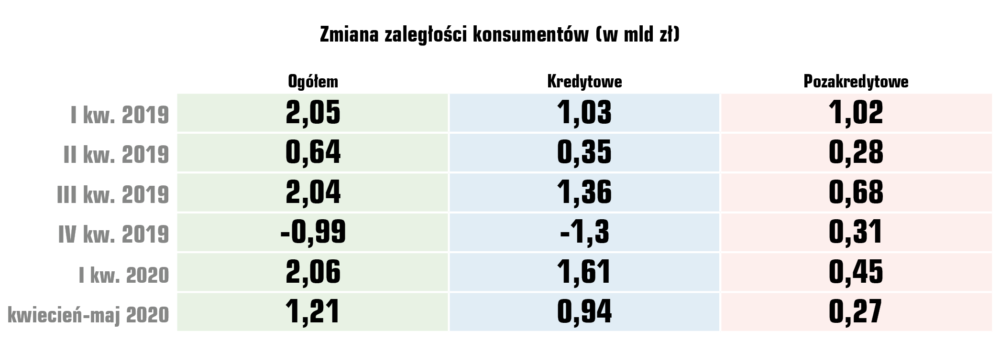 Zmiana zaległości konsumentów (w mld zł)
Ogółem Kredytowe Pozakredytowe
I kw. 2019 2,05 1,03 1,02
II kw. 2019 0,64 0,35 0,28
III kw. 2019 2,04 1,36 0,68
IV kw. 2019 -0,99 -1,3 0,31
I kw. 2020 2,06 1,61 0,45
kwiecień-maj 2020 1,21 0,94 0,27